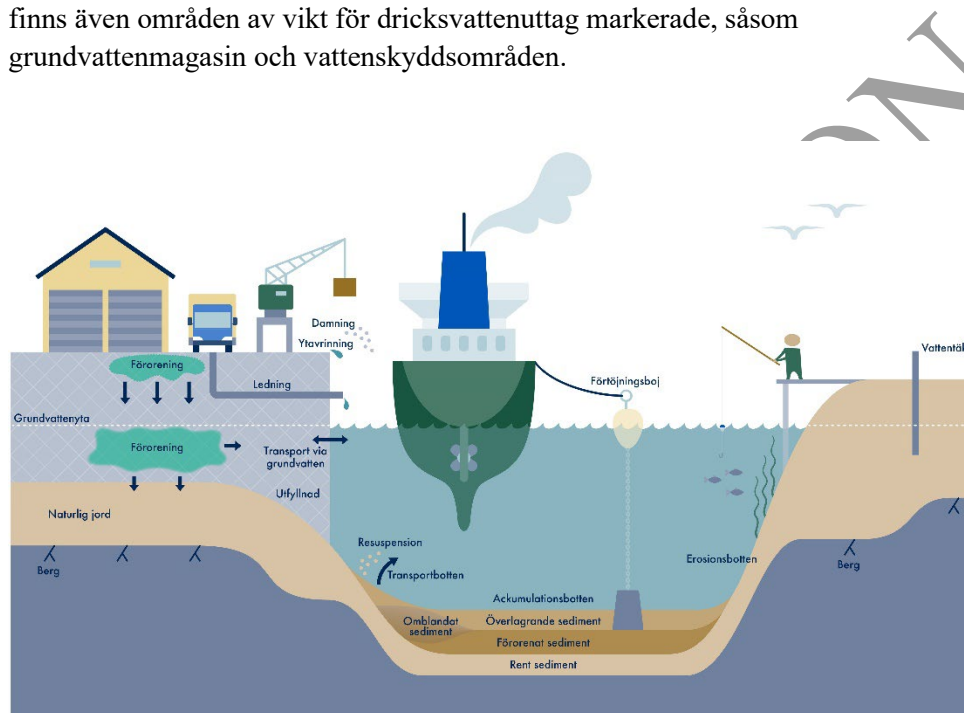 finns även områden av vikt för dricksvattenuttag markerade, såsom
grundvattenmagasin och vattenskyddsområden.
Damning
Ytavrinning
Förorening
Vattentäk
Ledning
Förtöjningsboj
Grundvattenyta
Förorening
Transport via
grundvatten
Utfyllnad
Naturlig jord
Resuspension
Transportbotten
Erosionsbotten
Berg
Berg
Ackumulationsbotten
Omblandat
sediment
Överlagrande sediment
Förorenat sediment
Rent sediment